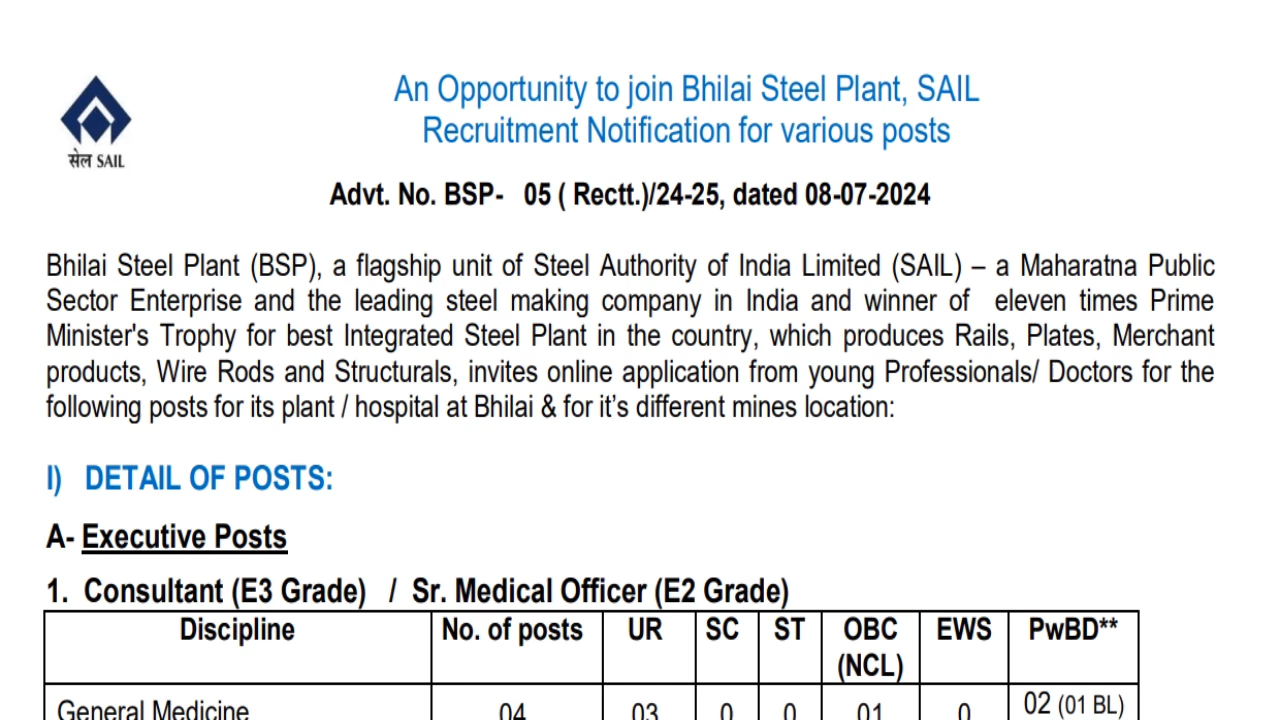 An Opportunity to join Bhilai Steel Plant, SAIL
Recruitment Notification for various posts
सेल SAIL
Advt. No. BSP- 05 ( Rectt.)/24-25, dated 08-07-2024
Bhilai Steel Plant (BSP), a flagship unit of Steel Authority of India Limited (SAIL) – a Maharatna Public
Sector Enterprise and the leading steel making company in India and winner of eleven times Prime
Minister's Trophy for best Integrated Steel Plant in the country, which produces Rails, Plates, Merchant
products, Wire Rods and Structurals, invites online application from young Professionals/ Doctors for the
following posts for its plant / hospital at Bhilai & for it’s different mines location:
I) DETAIL OF POSTS:
A- Executive Posts
1. Consultant (E3 Grade) / Sr. Medical Officer (E2 Grade)
Discipline No. of posts UR SC ST OBC EWS PwBD**
(NCL)
General Medicine 04 03 0 0 01 0 02 (01 BL)